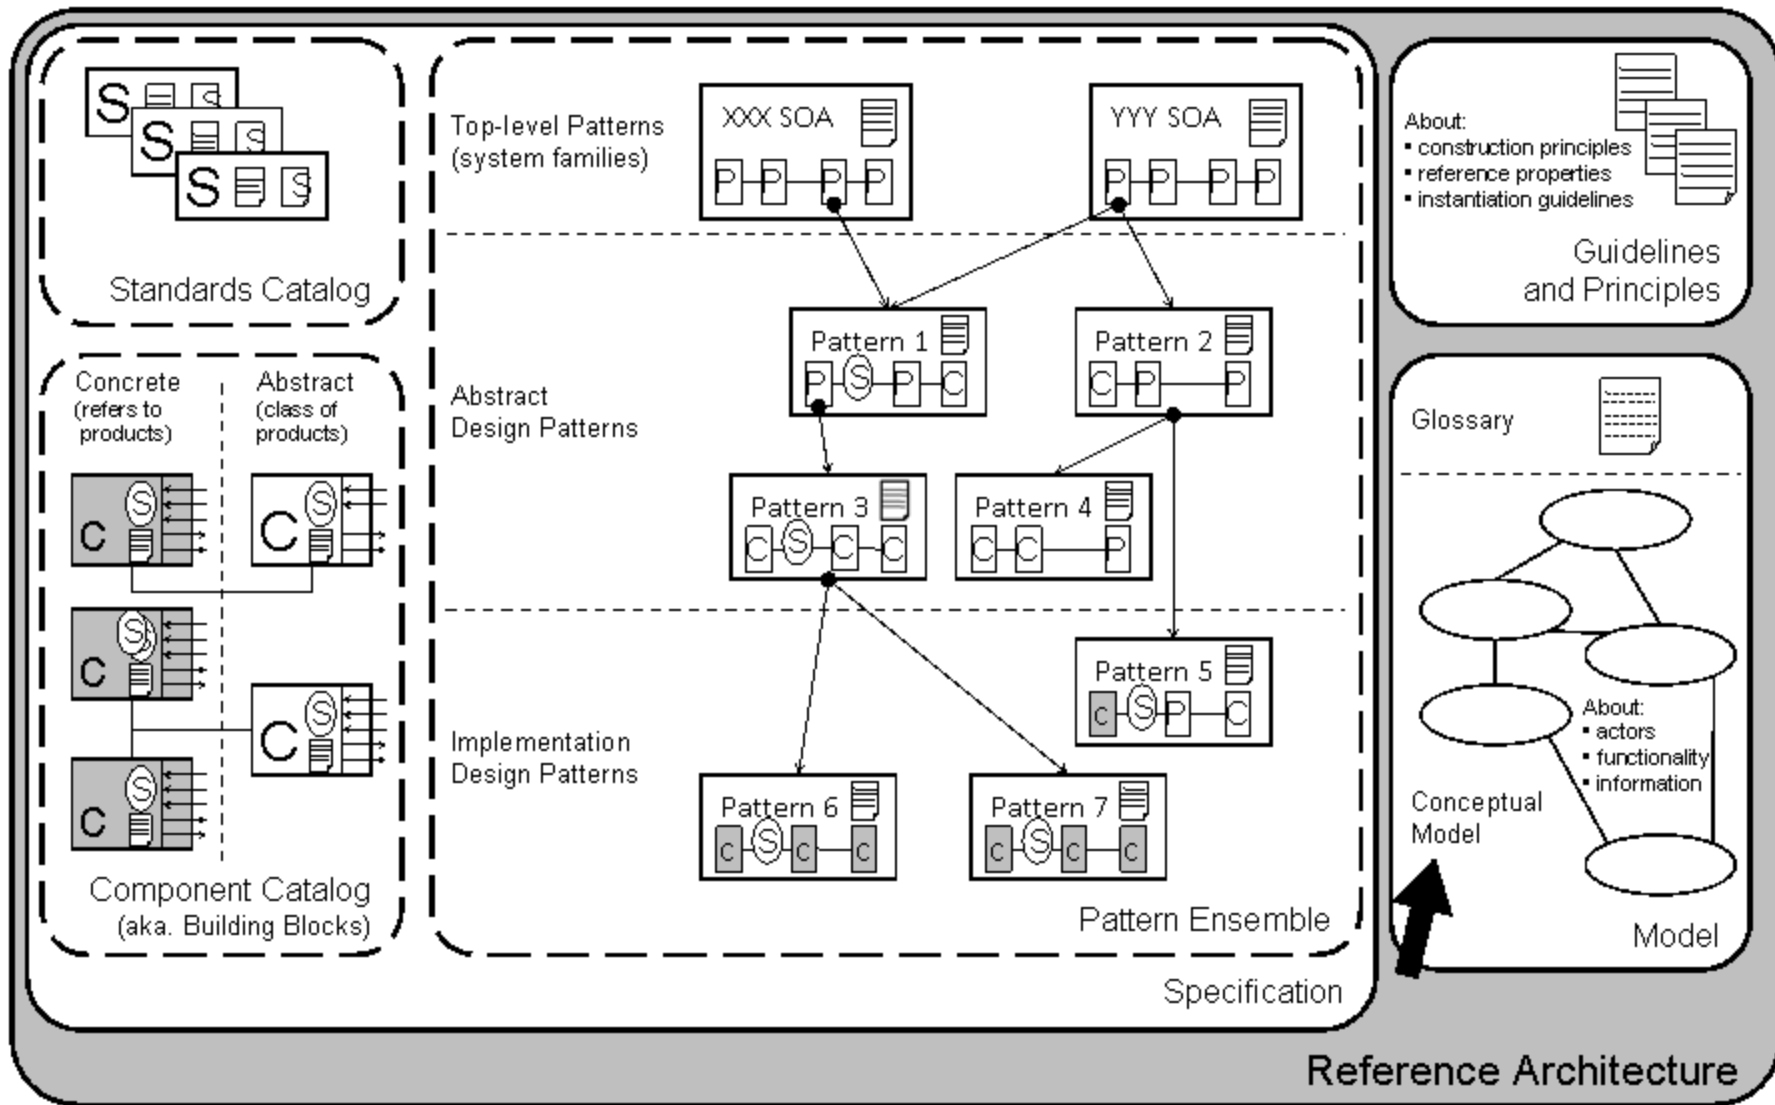 S
S
S
Standards Catalog
Concrete
(refers to
products)
Abstract
(class of
products)
S
C
S
C
S
C
S
C
S
C
Component Catalog
(aka. Building Blocks)
Top-level Patterns
(system families)
XXX SOA
P P P P
YYY SOA
P P P P
Abstract
Design Patterns
Pattern 1
P S P C
Pattern 2
C P P
Pattern 3
C S C C
Pattern 4
C C P
Implementation
Design Patterns
Pattern 5
C S P C
Pattern 6
C S C C
Pattern 7
C S C C
Pattern Ensemble
Specification
About:
▪ construction principles
▪ reference properties
▪ instantiation guidelines
Guidelines
and Principles
Glossary
About:
▪ actors
▪ functionality
▪ information
Conceptual
Model
Model
Reference Architecture